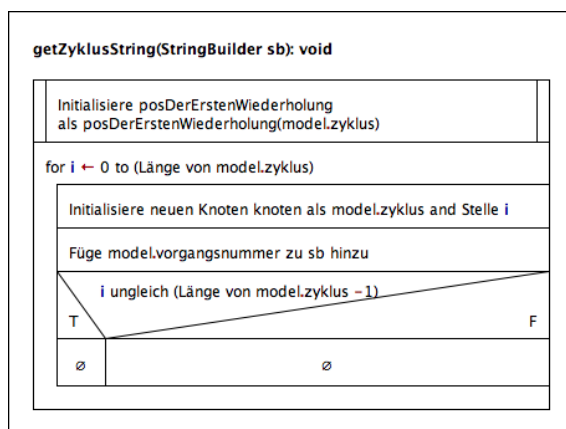 getZyklusString(StringBuilder sb): void
Initialisiere posDerErstenWiederholung
als posDerErstenWiederholung(model.zyklus)
for i ← 0 to (Länge von model.zyklus)
Initialisiere neuen Knoten knoten als model.zyklus and Stelle i
Füge model.vorgangsnummer zu sb hinzu
i ungleich (Länge von model.zyklus -1)
T F
∅ ∅